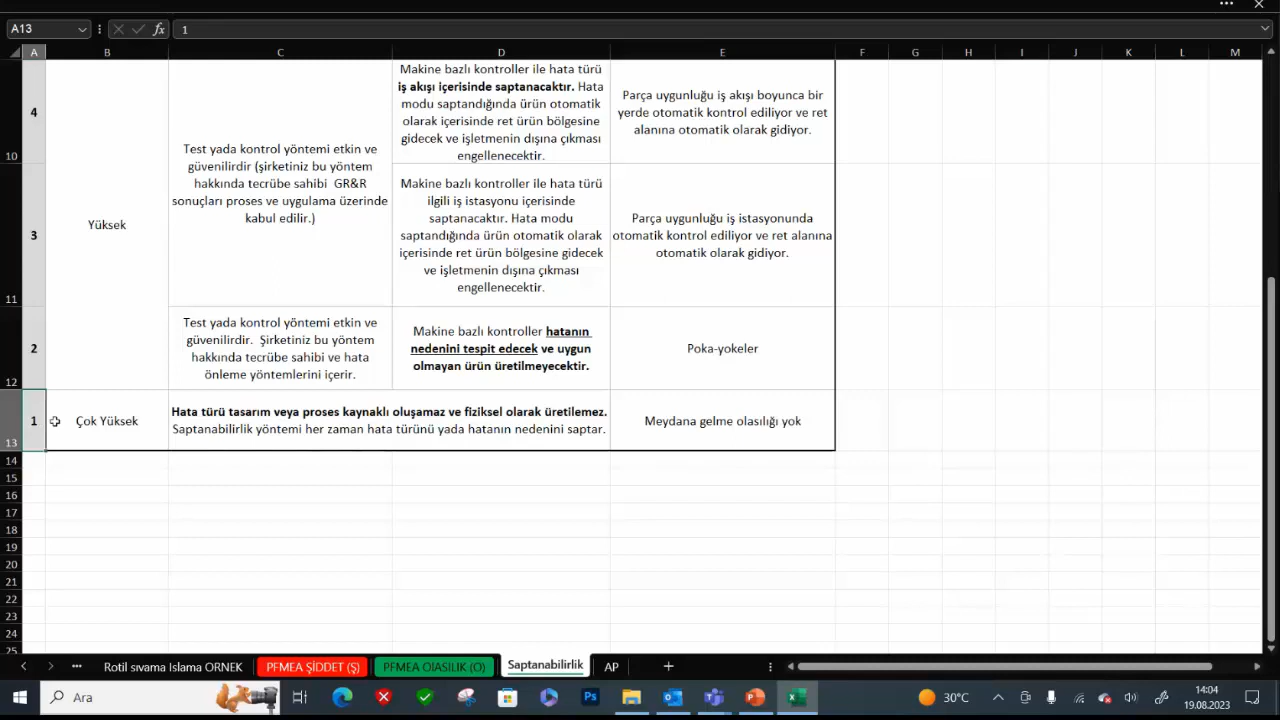 A13
fx
1
A B C D E F G H I J K L M
4
10
Makine bazlı kontroller ile hata türü
iş akışı içerisinde saptanacaktır. Hata
modu saptandığında ürün otomatik
olarak içerisinde ret ürün bölgesine
gidecek ve işletmenin dışına çıkması
engellenecektir.
Parça uygunluğu iş akışı boyunca bir
yerde otomatik kontrol ediliyor ve ret
alanına otomatik olarak gidiyor.
Yüksek
Test yada kontrol yöntemi etkin ve
güvenilirdir (şirketiniz bu yöntem
hakkında tecrübe sahibi GR&R
sonuçları proses ve uygulama üzerinde
kabul edilir.)
3
11
Makine bazlı kontroller ile hata türü
ilgili iş istasyonu içerisinde
saptanacaktır. Hata modu
saptandığında ürün otomatik olarak
içerisinde ret ürün bölgesine gidecek
ve işletmenin dışına çıkması
engellenecektir.
Parça uygunluğu iş istasyonunda
otomatik kontrol ediliyor ve ret alanına
otomatik olarak gidiyor.
2
12
Test yada kontrol yöntemi etkin ve
güvenilirdir. Şirketiniz bu yöntem
hakkında tecrübe sahibi ve hata
önleme yöntemlerini içerir.
Makine bazlı kontroller hatanın
nedenini tespit edecek ve uygun
olmayan ürün üretilmeyecektir.
Poka-yokeler
1
13
Çok Yüksek
Hata türü tasarım veya proses kaynaklı oluşamaz ve fiziksel olarak üretilemez.
Saptanabilirlik yöntemi her zaman hata türünü yada hatanın nedenini saptar.
Meydana gelme olasılığı yok
14
15
16
17
18
19
20
21
22
23
24
25
Rotil sıvama Islama ORNEK PFMEA ŞİDDET (Ş) PFMEA OlASILIK (O) Saptanabilirlik AP
Ara
30°C
14:04
19.08.2023